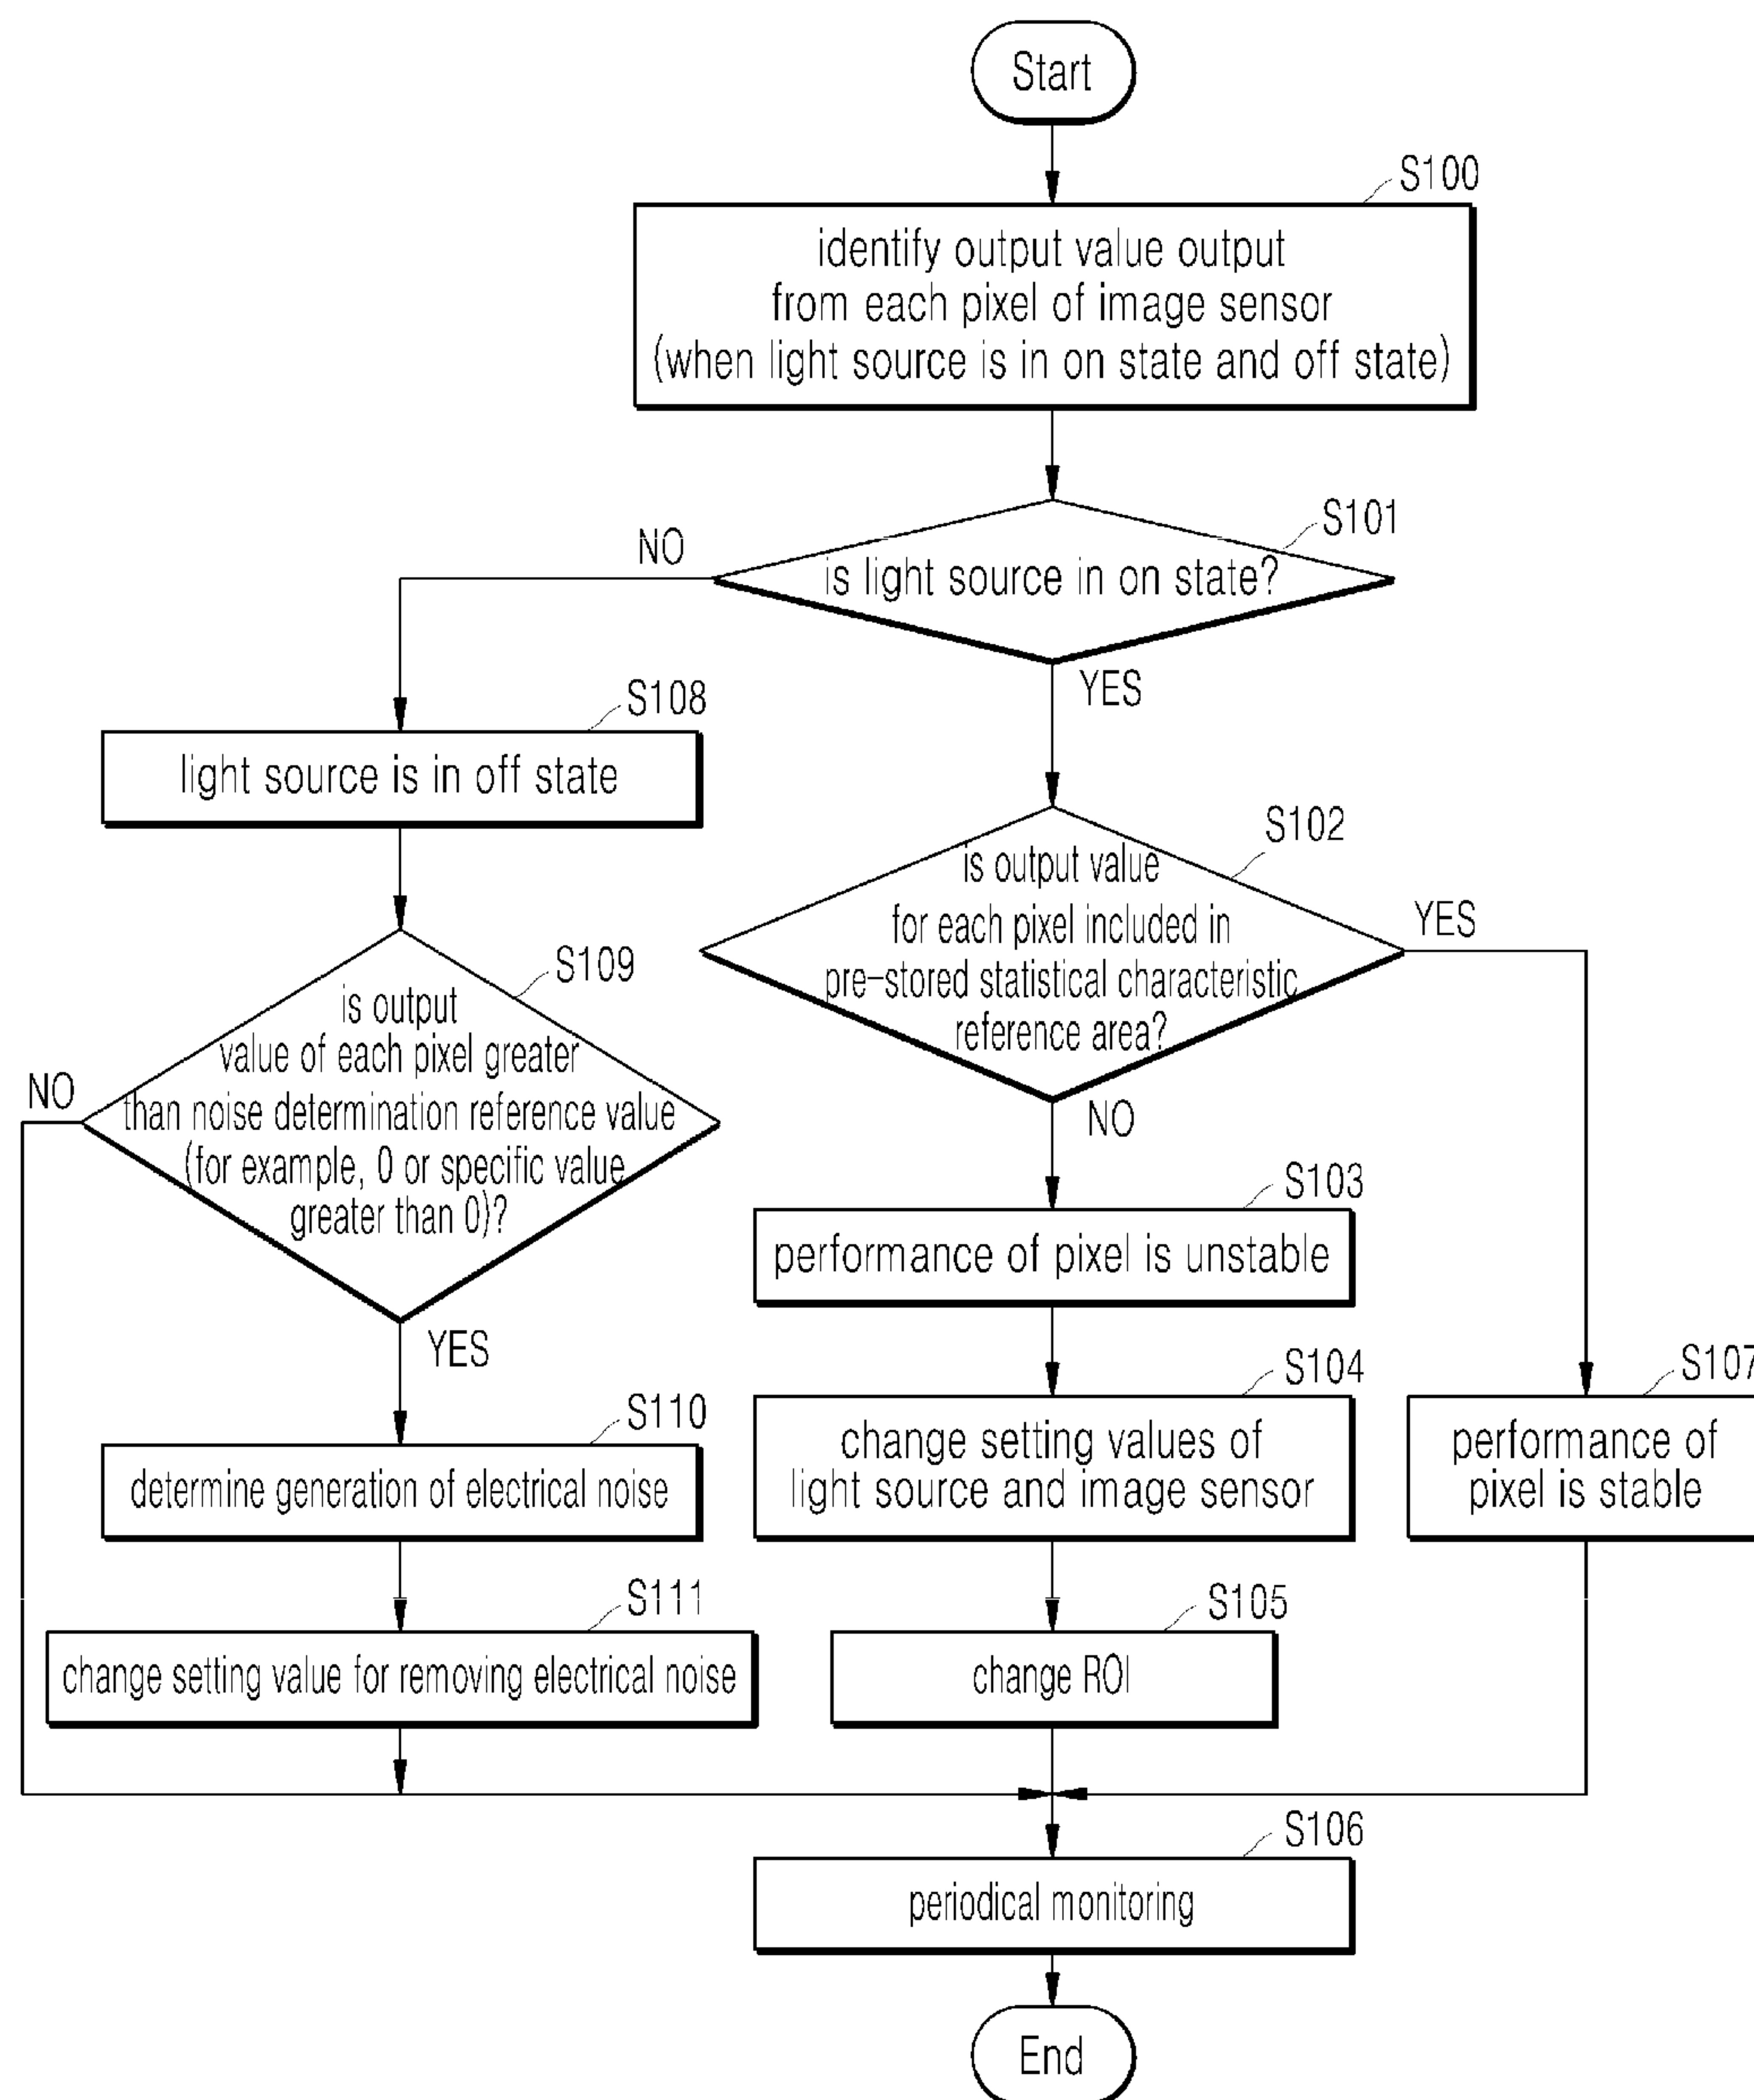 Start
S100
identify output value output
from each pixel of image sensor
(when light source is in on state and off state)
S101
is light source in on state?
NO
YES
S108
light source is in off state
S102
is output value
for each pixel included in
pre-stored statistical characteristic
reference area?
YES
NO
S109
is output
value of each pixel greater
than noise determination reference value
(for example, 0 or specific value
greater than 0)?
NO
YES
S103
performance of pixel is unstable
S104
change setting values of
light source and image sensor
S107
performance of
pixel is stable
S110
determine generation of electrical noise
S111
change setting value for removing electrical noise
S105
change ROI
S106
periodical monitoring
End